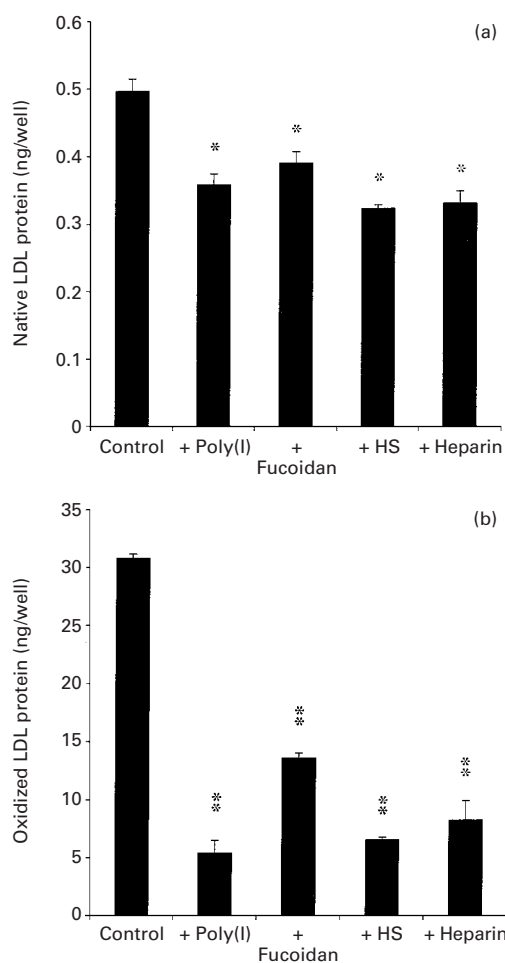 (a)
Native LDL protein (ng/well)
0.6
0.5
0.4
0.3
0.2
0.1
0
*
*
*
*
Control + Poly(I) + + HS + Heparin
Fucoidan
(b)
Oxidized LDL protein (ng/well)
35
30
25
20
15
10
5
0
**
**
**
**
Control + Poly(I) + + HS + Heparin
Fucoidan